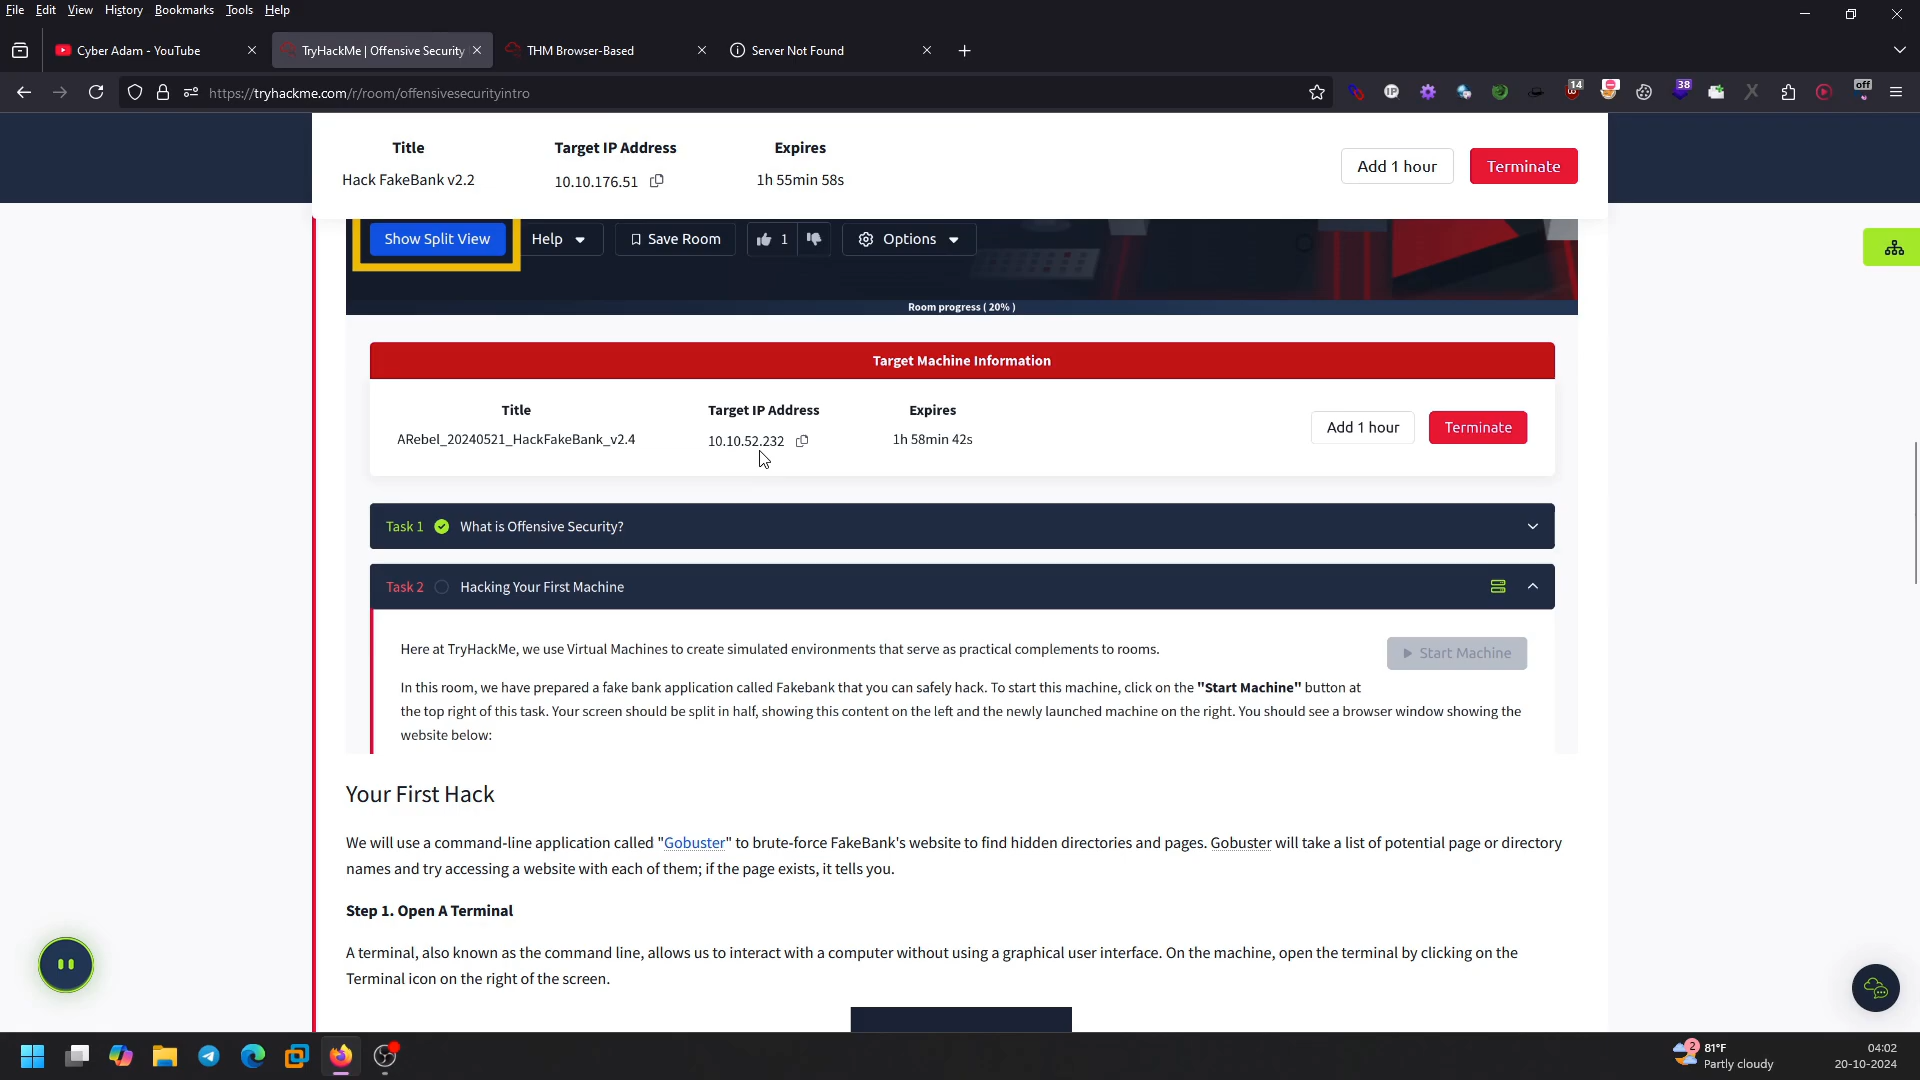 File Edit View History Bookmarks Tools Help
Cyber Adam - YouTube
TryHackMe | Offensive Security
THM Browser-Based
Server Not Found
https://tryhackme.com/r/room/offensivesecurityintro
14
38
off
Title
Target IP Address
Expires
Hack FakeBank v2.2
10.10.176.51
1h 55min 58s
Add 1 hour
Terminate
Show Split View
Help
Save Room
1
Options
Room progress ( 20% )
Target Machine Information
Title
Target IP Address
Expires
ARebel_20240521_HackFakeBank_v2.4
10.10.52.232
1h 58min 42s
Add 1 hour
Terminate
Task 1 What is Offensive Security?
Task 2 Hacking Your First Machine
Here at TryHackMe, we use Virtual Machines to create simulated environments that serve as practical complements to rooms.
Start Machine
In this room, we have prepared a fake bank application called Fakebank that you can safely hack. To start this machine, click on the "Start Machine" button at
the top right of this task. Your screen should be split in half, showing this content on the left and the newly launched machine on the right. You should see a browser window showing the
website below:
Your First Hack
We will use a command-line application called "Gobuster" to brute-force FakeBank's website to find hidden directories and pages. Gobuster will take a list of potential page or directory
names and try accessing a website with each of them; if the page exists, it tells you.
Step 1. Open A Terminal
A terminal, also known as the command line, allows us to interact with a computer without using a graphical user interface. On the machine, open the terminal by clicking on the
Terminal icon on the right of the screen.
2
81°F
Partly cloudy
04:02
20-10-2024